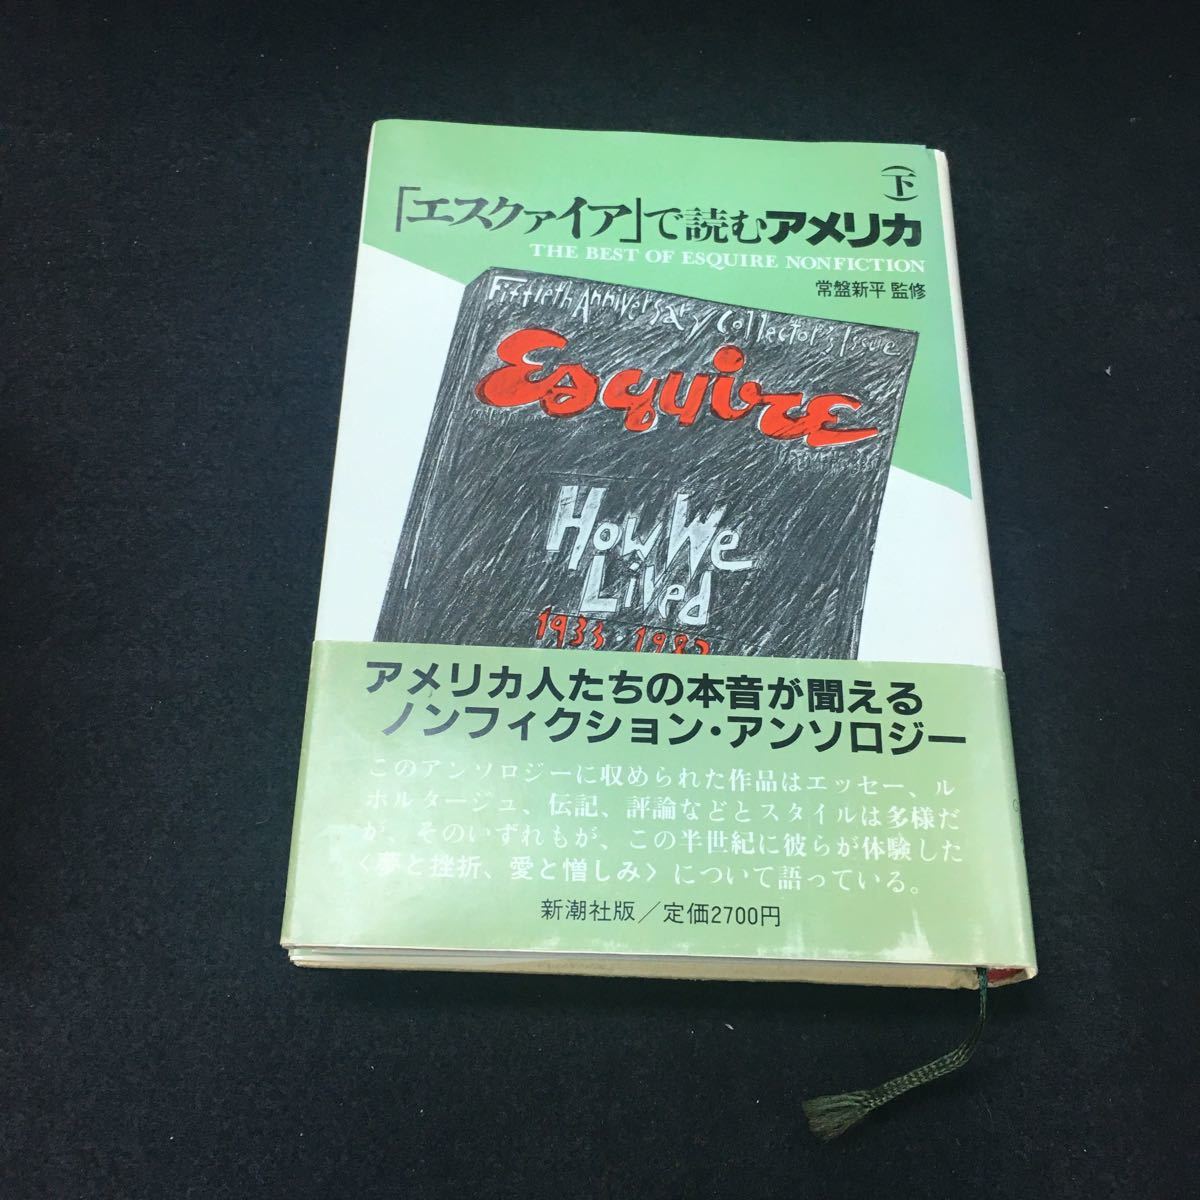 (下)
「エスクァイア」で読むアメリカ
THE BEST OF ESQUIRE NONFICTION
常盤新平 監修
Fiftieth Anniversary Collector's Issue
Esquire
How We
Lived
1933・1983
アメリカ人たちの本音が聞える
ノンフィクション・アンソロジー
このアンソロジーに収められた作品はエッセー、ル
ポルタージュ、伝記、評論などとスタイルは多様だ
が、そのいずれもが、この半世紀に彼らが体験した
〈夢と挫折、愛と憎しみ〉について語っている。
新潮社版/定価2700円